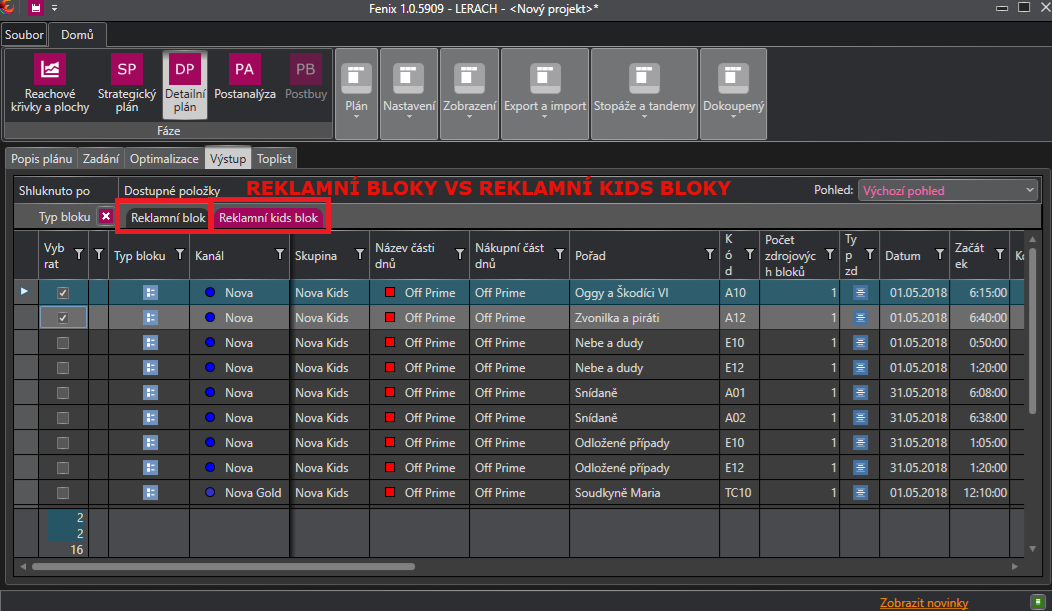 Fenix 1.0.5909 - LERACH - <Nový projekt>*
Soubor Domů
SP DP PA PB
Reachové křivky a plochy Strategický plán Detailní plán Postanalýza Postbuy
Plán Nastavení Zobrazení Export a import Stopáže a tandemy Dokoupený
Fáze
Popis plánu Zadání Optimalizace Výstup Toplist
Shluknuto po Dostupné položky REKLAMNÍ BLOKY VS REKLAMNÍ KIDS BLOKY Pohled: Výchozí pohled
Typ bloku Reklamní blok Reklamní kids blok
Vyb rat Typ bloku Kanál Skupina Název části dnů Nákupní část dnů Pořad K ó d Počet zdrojovýc h bloků Ty p zd Datum Začát ek
Nova Nova Kids Off Prime Off Prime Oggy a Škodíci VI A10 1 01.05.2018 6:15:00
Nova Nova Kids Off Prime Off Prime Zvonilka a piráti A12 1 01.05.2018 6:40:00
Nova Nova Kids Off Prime Off Prime Nebe a dudy E10 1 01.05.2018 0:50:00
Nova Nova Kids Off Prime Off Prime Nebe a dudy E12 1 01.05.2018 1:20:00
Nova Nova Kids Off Prime Off Prime Snídaně A01 1 31.05.2018 6:08:00
Nova Nova Kids Off Prime Off Prime Snídaně A02 1 31.05.2018 6:38:00
Nova Nova Kids Off Prime Off Prime Odložené případy E10 1 31.05.2018 1:05:00
Nova Nova Kids Off Prime Off Prime Odložené případy E12 1 31.05.2018 1:20:00
Nova Gold Nova Kids Off Prime Off Prime Soudkyně Maria TC10 1 01.05.2018 12:10:00
2
2
16
Zobrazit novinky